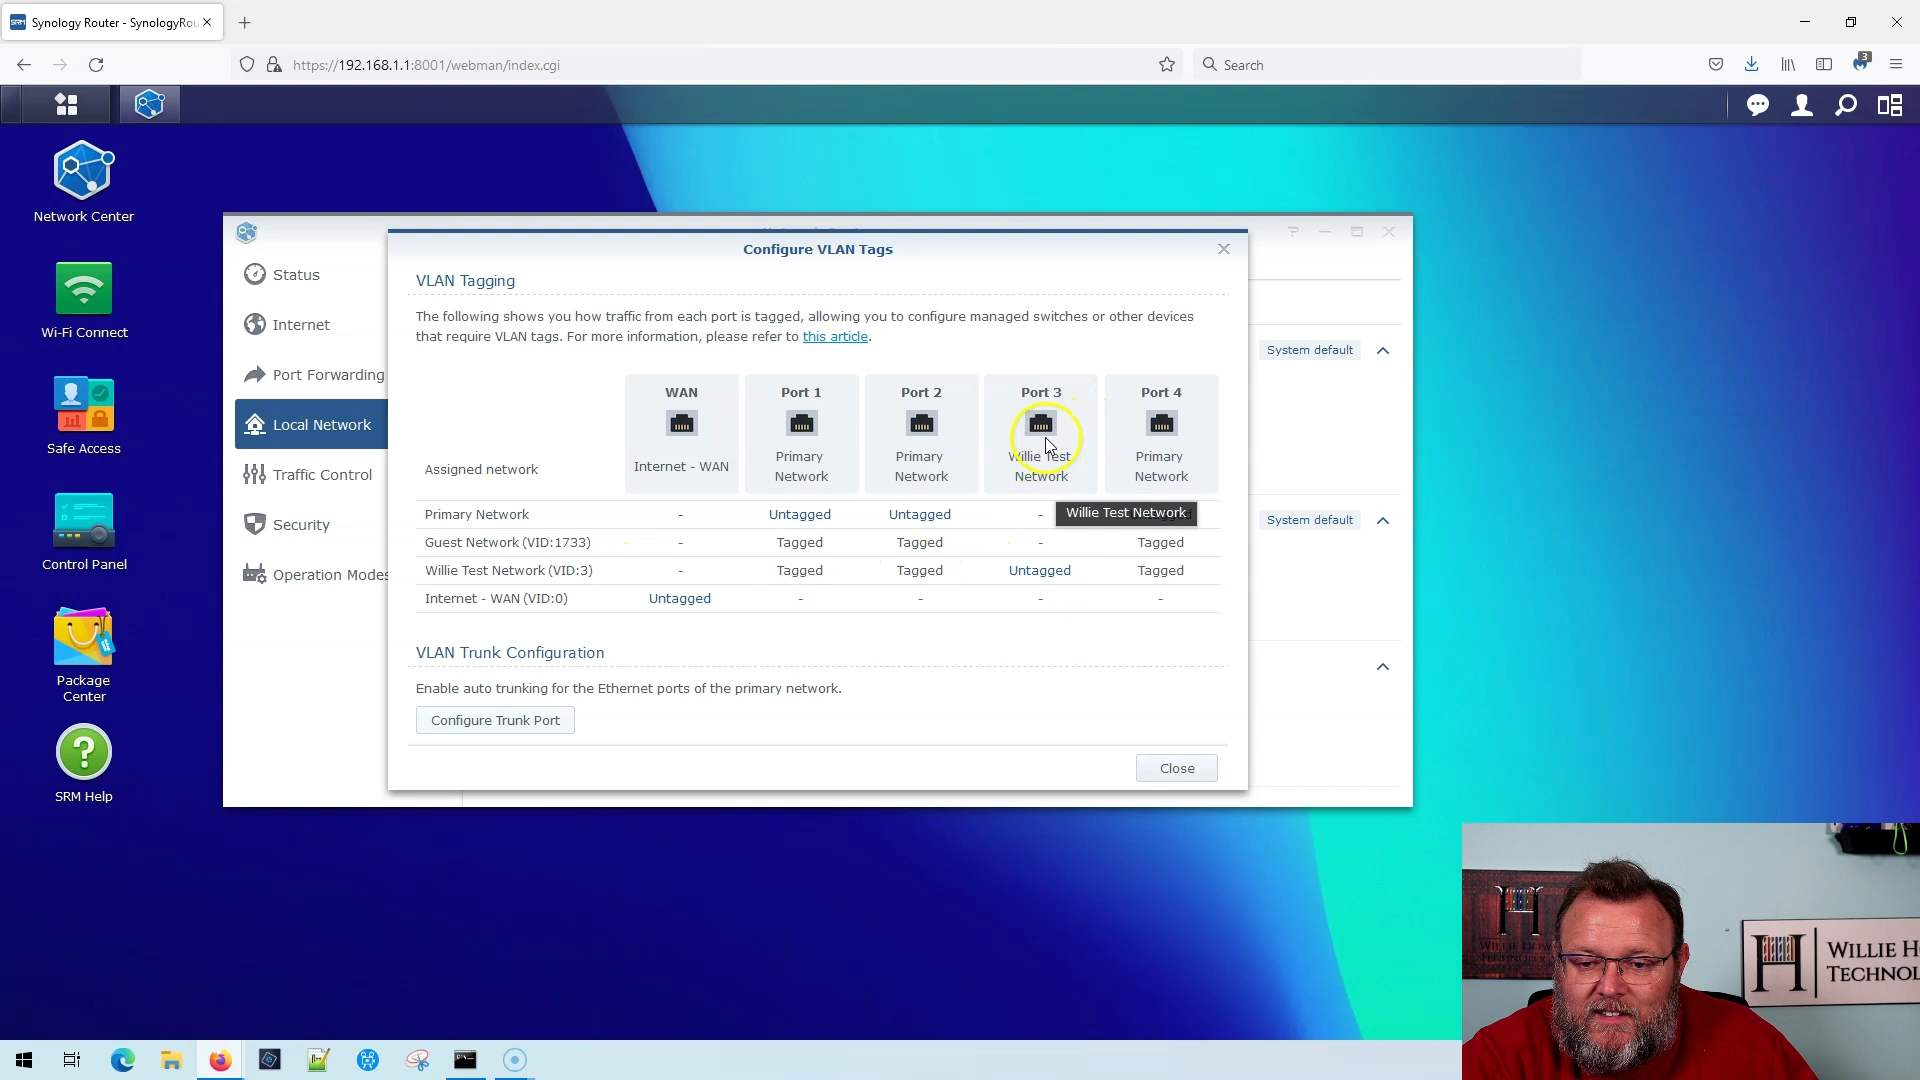 SRM Synology Router - SynologyRou
https://192.168.1.1:8001/webman/index.cgi
Search
3
Network Center
Wi-Fi Connect
Safe Access
Control Panel
Package
Center
SRM Help
Status
Internet
Port Forwarding
Local Network
Traffic Control
Security
Operation Modes
Configure VLAN Tags
VLAN Tagging
The following shows you how traffic from each port is tagged, allowing you to configure managed switches or other devices
that require VLAN tags. For more information, please refer to this article.
WAN Port 1 Port 2 Port 3 Port 4
Assigned network Internet - WAN Primary Network Primary Network Willie Test Network Primary Network
Primary Network - Untagged Untagged -
Willie Test Network
Guest Network (VID:1733) - Tagged Tagged - Tagged
Willie Test Network (VID:3) - Tagged Tagged Untagged Tagged
Internet - WAN (VID:0) Untagged - - - -
VLAN Trunk Configuration
Enable auto trunking for the Ethernet ports of the primary network.
Configure Trunk Port
Close
System default
System default
WILLIE HOW
TECHNOLOGY
WILLIE HO
TECHNOL